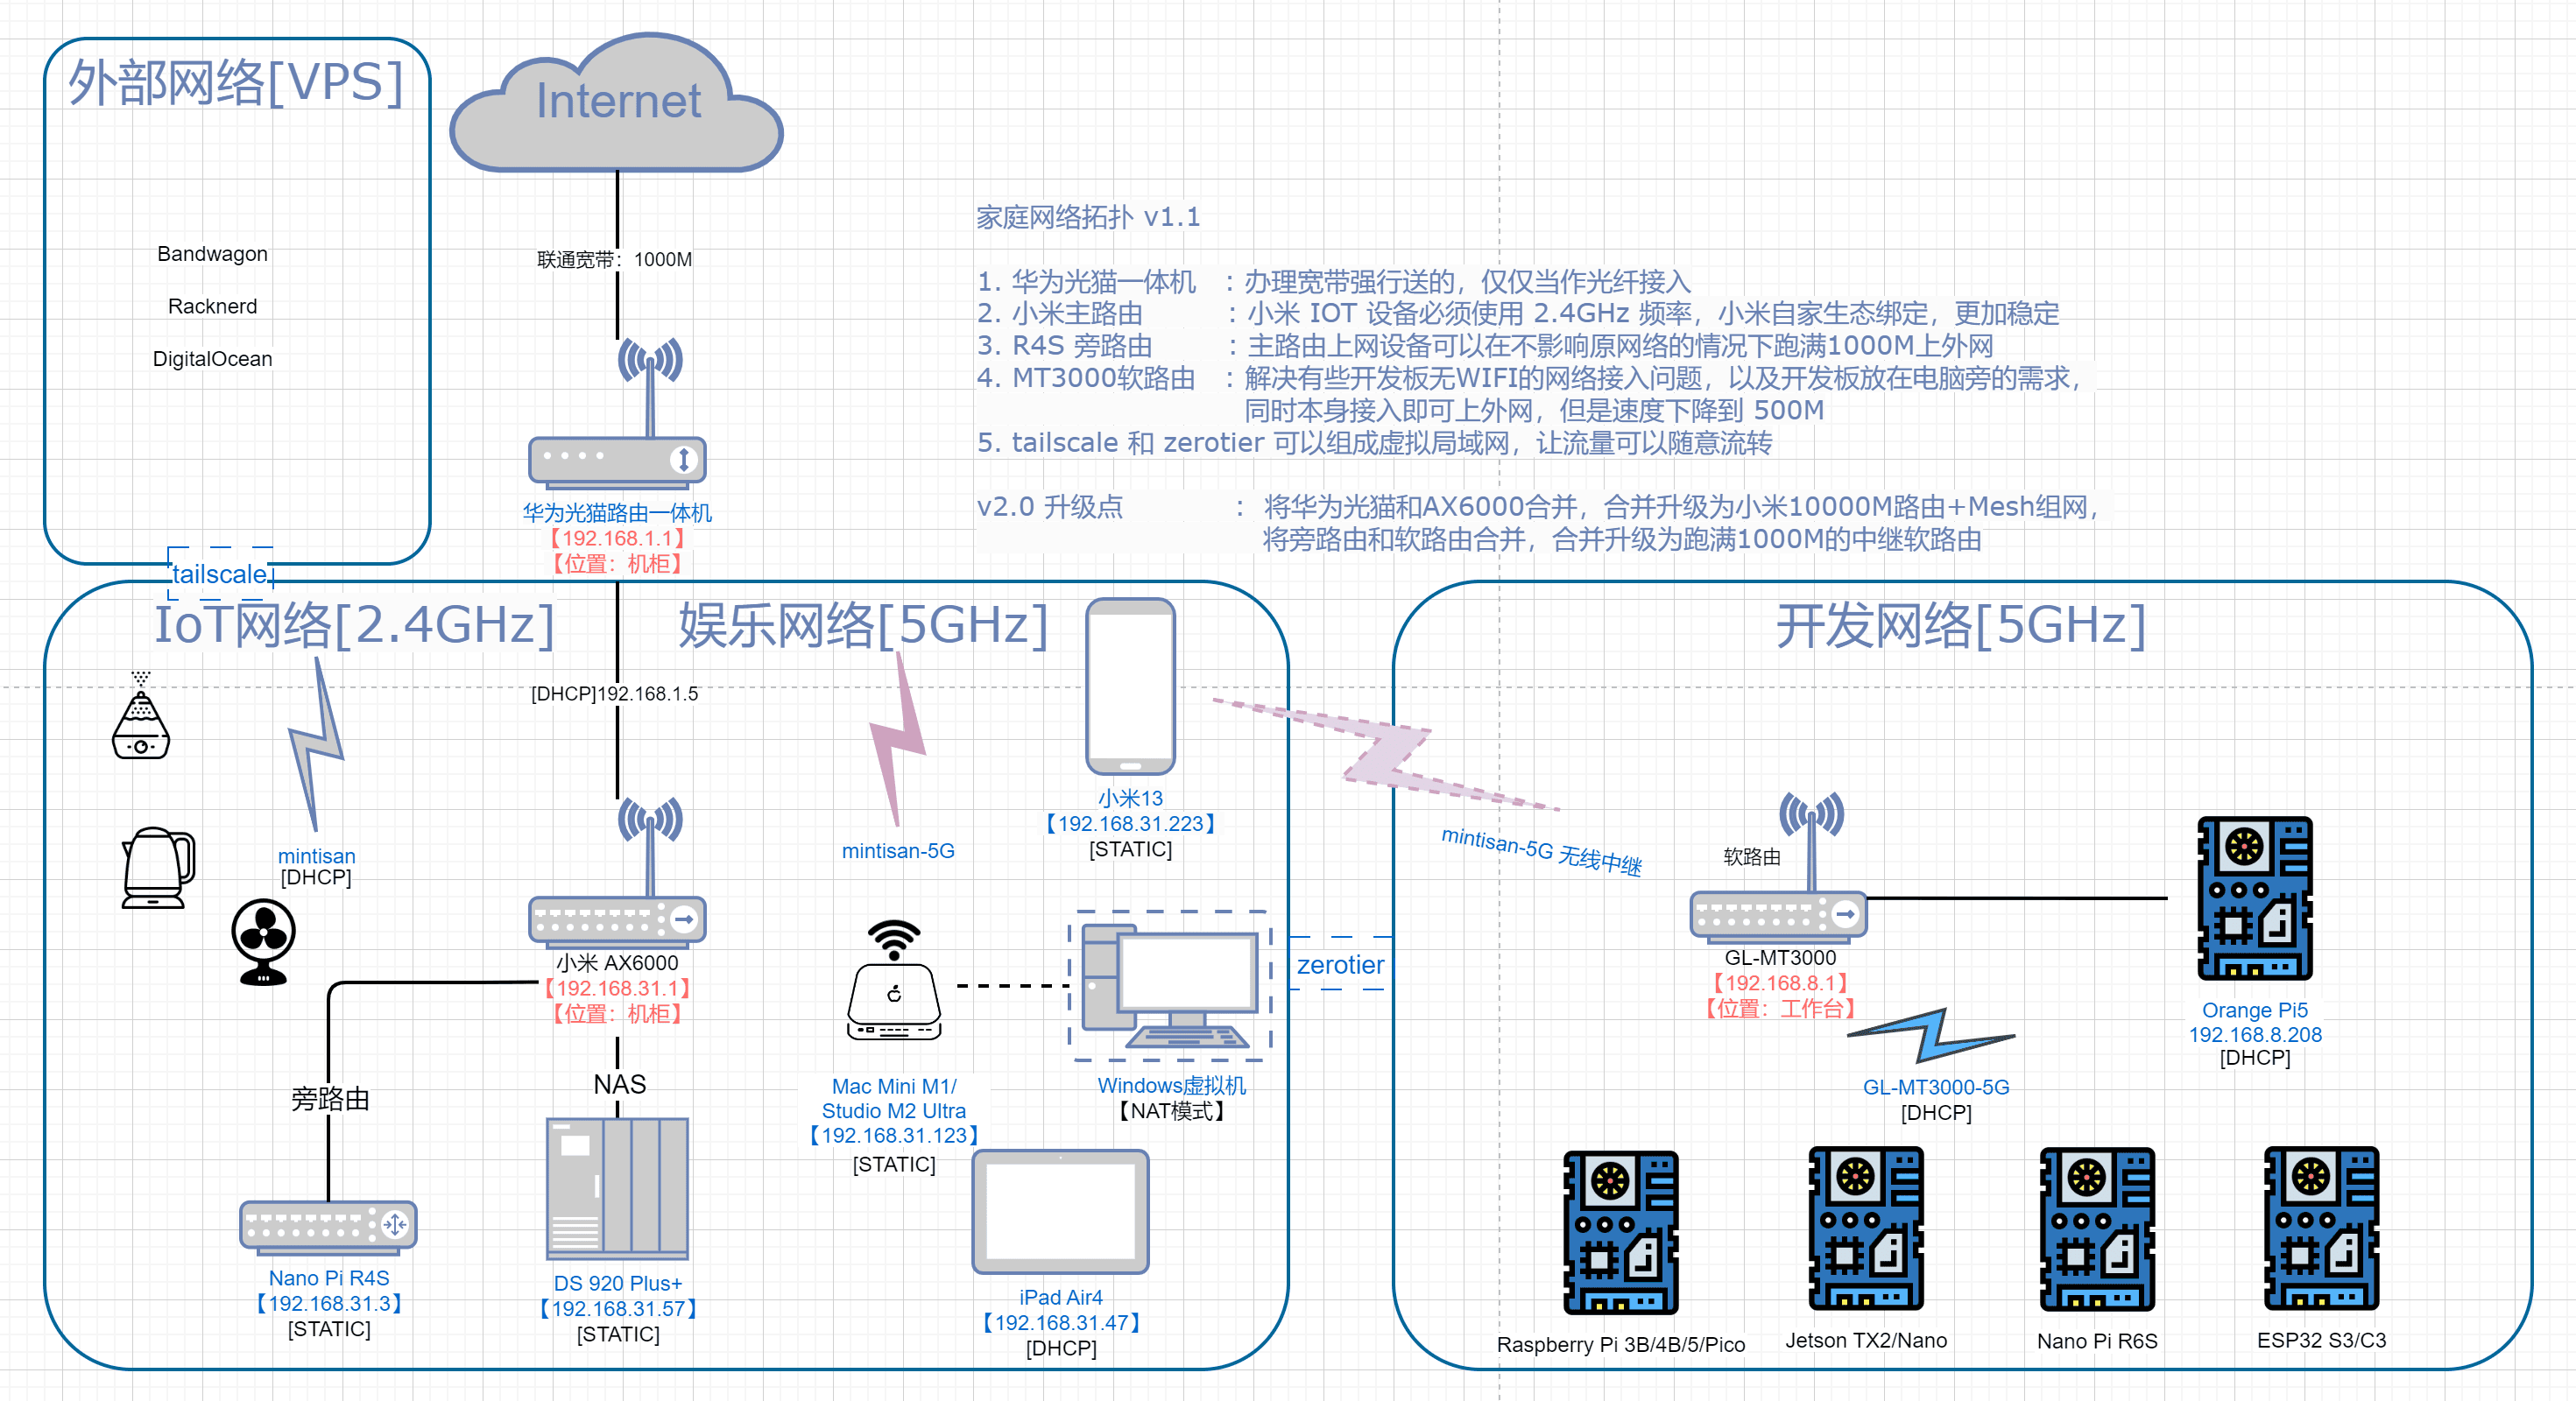 外部网络[VPS]
Bandwagon
Racknerd
DigitalOcean
Internet
联通宽带：1000M
华为光猫路由一体机
【192.168.1.1】
【位置：机柜】
家庭网络拓扑 v1.1
1. 华为光猫一体机 ：办理宽带强行送的，仅仅当作光纤接入
2. 小米主路由 ：小米 IOT 设备必须使用 2.4GHz 频率，小米自家生态绑定，更加稳定
3. R4S 旁路由 ：主路由上网设备可以在不影响原网络的情况下跑满1000M上外网
4. MT3000软路由 ：解决有些开发板无WIFI的网络接入问题，以及开发板放在电脑旁的需求，
同时本身接入即可上外网，但是速度下降到 500M
5. tailscale 和 zerotier 可以组成虚拟局域网，让流量可以随意流转
v2.0 升级点 ： 将华为光猫和AX6000合并，合并升级为小米10000M路由+Mesh组网，
将旁路由和软路由合并，合并升级为跑满1000M的中继软路由
tailscale
IoT网络[2.4GHz]
娱乐网络[5GHz]
[DHCP]192.168.1.5
mintisan
[DHCP]
mintisan-5G
小米13
【192.168.31.223】
[STATIC]
小米 AX6000
【192.168.31.1】
【位置：机柜】
旁路由
NAS
Nano Pi R4S
【192.168.31.3】
[STATIC]
DS 920 Plus+
【192.168.31.57】
[STATIC]
Mac Mini M1/
Studio M2 Ultra
【192.168.31.123】
[STATIC]
Windows虚拟机
【NAT模式】
iPad Air4
【192.168.31.47】
[DHCP]
zerotier
开发网络[5GHz]
mintisan-5G 无线中继
软路由
GL-MT3000
【192.168.8.1】
【位置：工作台】
Orange Pi5
192.168.8.208
[DHCP]
GL-MT3000-5G
[DHCP]
Raspberry Pi 3B/4B/5/Pico
Jetson TX2/Nano
Nano Pi R6S
ESP32 S3/C3